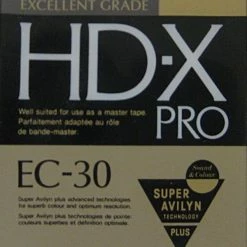 EXCELLENT GRADE
HD·X
PRO
Well suited for use as a master tape.
Parfaitement adaptée au rôle
de bande-master.
EC-30
Super Avilyn plus advanced technologies
for superb colour and optimum resolution.
Super Avilyn plus technologies de pointe:
couleurs superbes et définition optimale.
Sound
& Colour
SUPER
AVILYN
TECHNOLOGY
PLUS